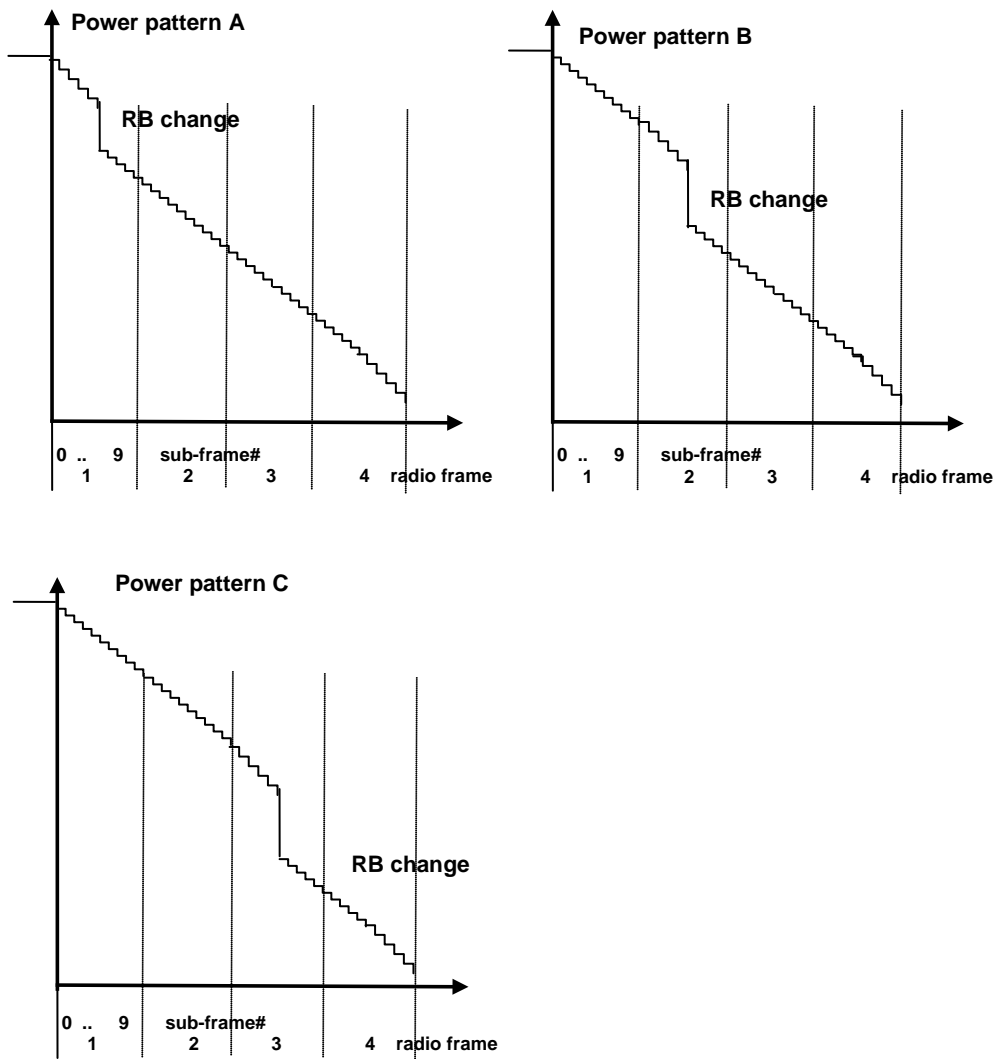 Power pattern A
RB change
0 .. 9 sub-frame#
1 2 3 4 radio frame
Power pattern B
RB change
0 .. 9 sub-frame#
1 2 3 4 radio frame
Power pattern C
RB change
0 .. 9 sub-frame#
1 2 3 4 radio frame